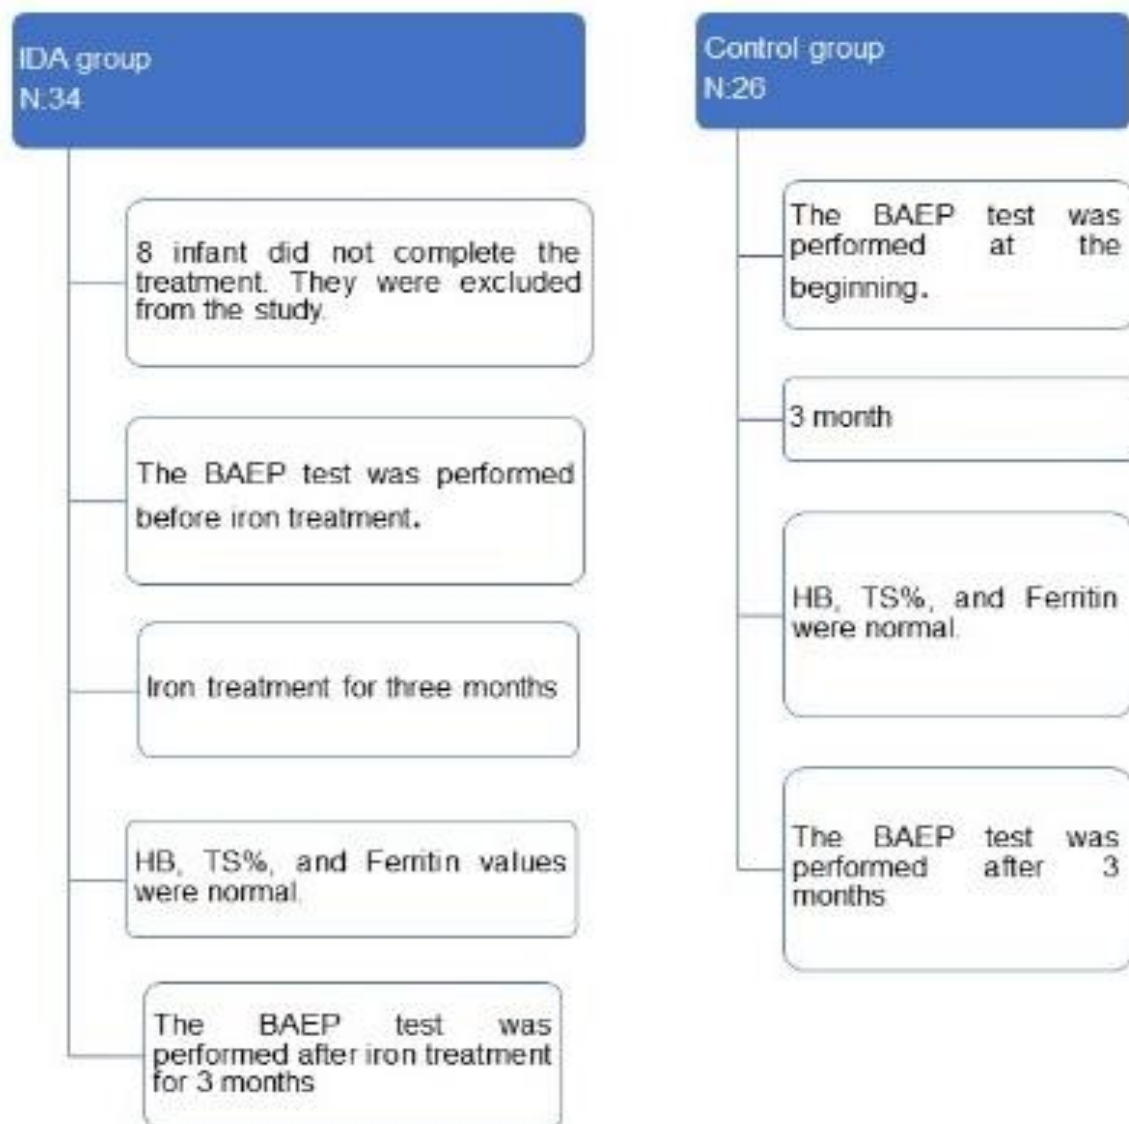 IDA group
N:34
8 infant did not complete the
treatment. They were excluded
from the study.
The BAEP test was performed
before iron treatment.
Iron treatment for three months
HB, TS%, and Ferritin values
were normal.
The BAEP test was
performed after iron treatment
for 3 months
Control group
N:26
The BAEP test was
performed at the
beginning.
3 month
HB, TS%, and Ferritin
were normal.
The BAEP test was
performed after 3
months